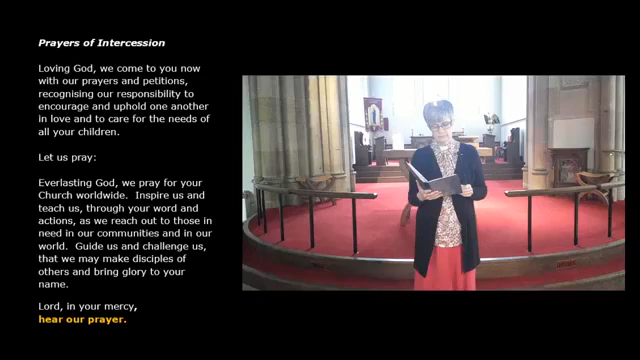 Prayers of Intercession
Loving God, we come to you now
with our prayers and petitions,
recognising our responsibility to
encourage and uphold one another
in love and to care for the needs of
all your children.
Let us pray:
Everlasting God, we pray for your
Church worldwide.  Inspire us and
teach us, through your word and
actions, as we reach out to those in
need in our communities and in our
world.  Guide us and challenge us,
that we may make disciples of
others and bring glory to your
name.
Lord, in your mercy,
hear our prayer.